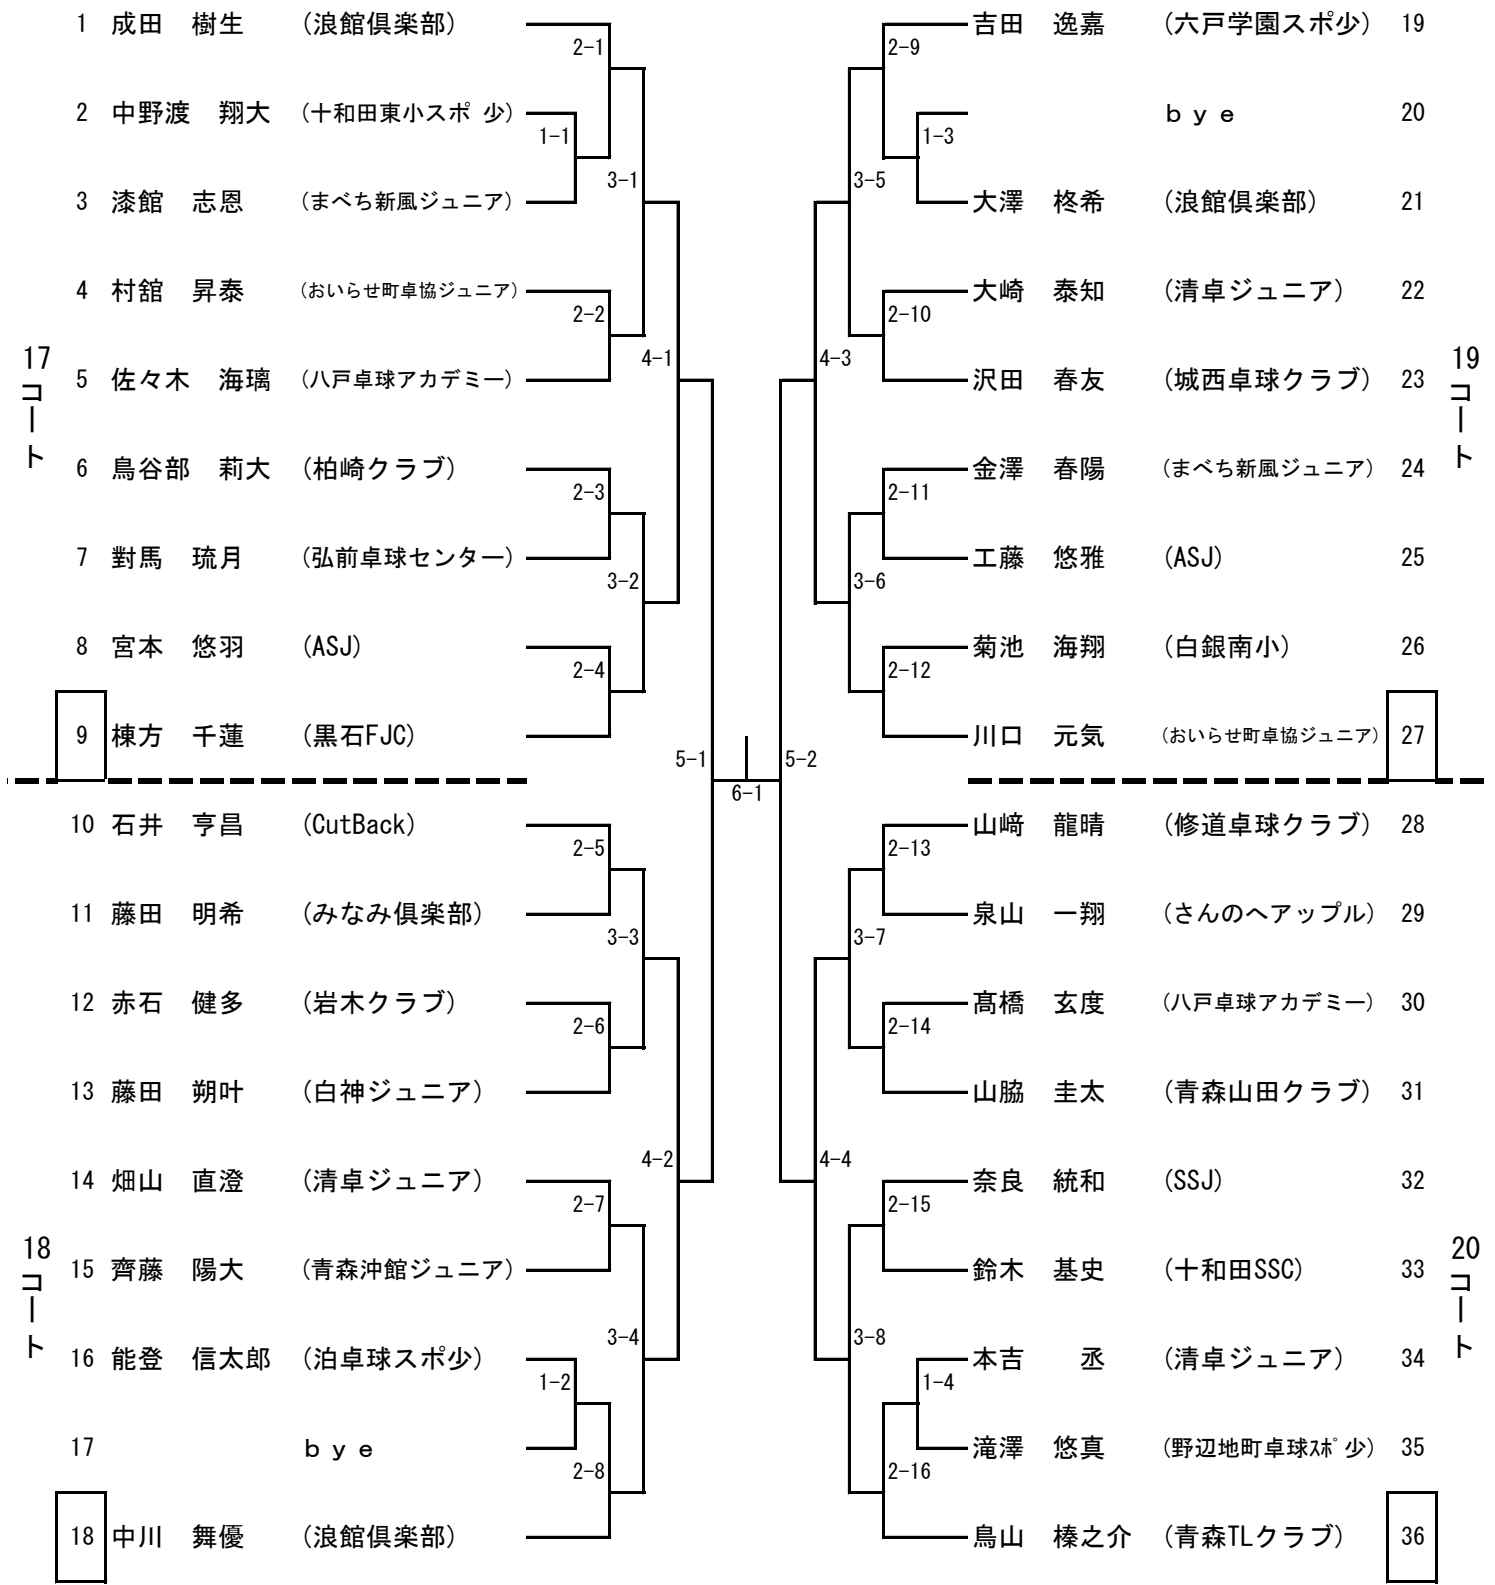 1 成田 樹生 (浪館倶楽部)
2-1
2 中野渡 翔大 (十和田東小スポ少)
1-1
3 漆館 志恩 (まべち新風ジュニア)
3-1
4 村舘 昇泰 (おいらせ町卓協ジュニア)
2-2
5 佐々木 海璃 (八戸卓球アカデミー)
4-1
17コート
6 鳥谷部 莉大 (柏崎クラブ)
2-3
7 對馬 琉月 (弘前卓球センター)
3-2
8 宮本 悠羽 (ASJ)
2-4
9 棟方 千蓮 (黒石FJC)
5-1
10 石井 亨昌 (CutBack)
2-5
11 藤田 明希 (みなみ倶楽部)
3-3
12 赤石 健多 (岩木クラブ)
2-6
13 藤田 朔叶 (白神ジュニア)
4-2
14 畑山 直澄 (清卓ジュニア)
2-7
15 齊藤 陽大 (青森沖館ジュニア)
18コート
3-4
16 能登 信太郎 (泊卓球スポ少)
1-2
17 bye
2-8
18 中川 舞優 (浪館倶楽部)
6-1
吉田 逸嘉 (六戸学園スポ少) 19
2-9
bye 20
1-3
3-5
大澤 柊希 (浪館倶楽部) 21
大崎 泰知 (清卓ジュニア) 22
2-10
4-3
沢田 春友 (城西卓球クラブ) 23
19コート
金澤 春陽 (まべち新風ジュニア) 24
2-11
工藤 悠雅 (ASJ) 25
3-6
菊池 海翔 (白銀南小) 26
2-12
川口 元気 (おいらせ町卓協ジュニア) 27
5-2
山﨑 龍晴 (修道卓球クラブ) 28
2-13
泉山 一翔 (さんのへアップル) 29
3-7
髙橋 玄度 (八戸卓球アカデミー) 30
2-14
山脇 圭太 (青森山田クラブ) 31
4-4
奈良 統和 (SSJ) 32
2-15
鈴木 基史 (十和田SSC) 33
20コート
3-8
本吉 丞 (清卓ジュニア) 34
1-4
滝澤 悠真 (野辺地町卓球スポ少) 35
2-16
鳥山 榛之介 (青森TLクラブ) 36